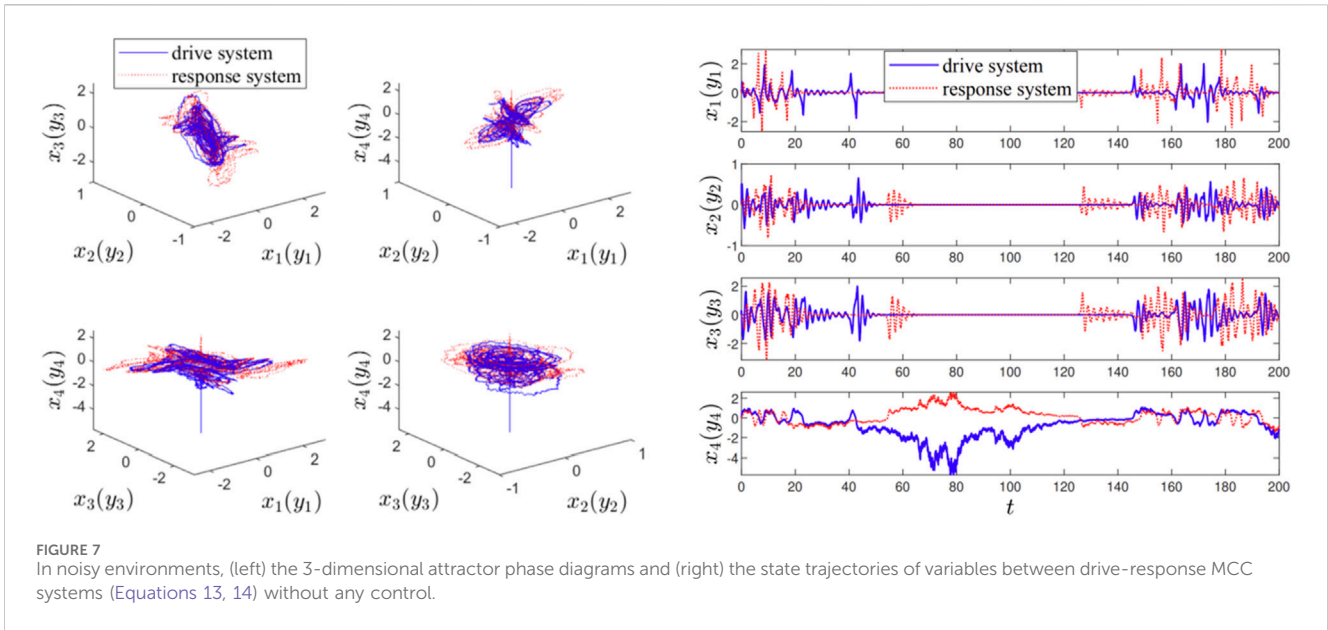 drive system
response system
x₃(y₃)
2
0
-2
1
0
-1
x₂(y₂)
-2
0
2
x₁(y₁)
x₄(y₄)
2
0
-2
-4
1
0
-1
x₂(y₂)
-2
0
2
x₁(y₁)
x₄(y₄)
2
0
-2
-4
2
0
-2
x₃(y₃)
-2
0
2
x₁(y₁)
x₄(y₄)
2
0
-2
-4
2
0
-2
x₃(y₃)
-1
0
1
x₂(y₂)
drive system
response system
x₁(y₁)
2
0
-2
0 20 40 60 80 100 120 140 160 180 200
x₂(y₂)
1
0
-1
0 20 40 60 80 100 120 140 160 180 200
x₃(y₃)
2
0
-2
0 20 40 60 80 100 120 140 160 180 200
x₄(y₄)
2
0
-2
-4
0 20 40 60 80 100 120 140 160 180 200
t
FIGURE 7
In noisy environments, (left) the 3-dimensional attractor phase diagrams and (right) the state trajectories of variables between drive-response MCC
systems (Equations 13, 14) without any control.